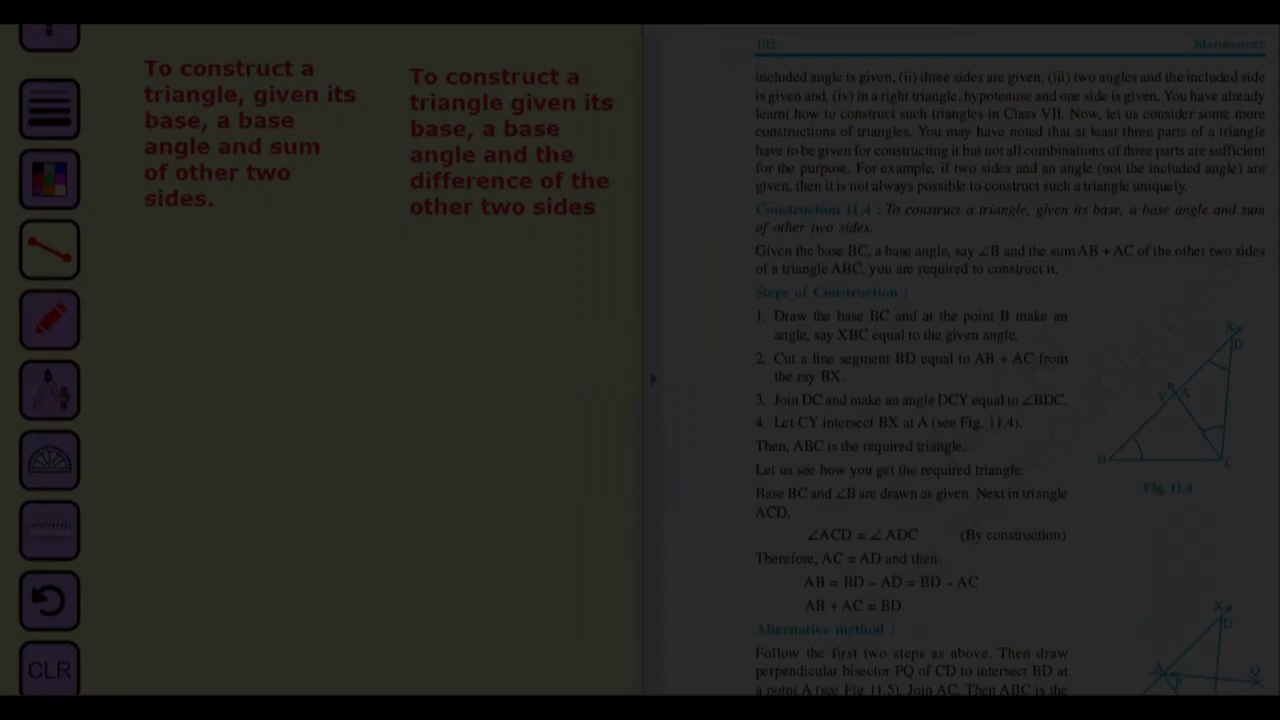 To construct a
triangle, given its
base, a base
angle and sum
of other two
sides.
To construct a
triangle given its
base, a base
angle and the
difference of the
other two sides
CLR
192
MATHEMATICS
included angle is given, (ii) three sides are given, (iii) two angles and the included side
is given and, (iv) in a right triangle, hypotenuse and one side is given. You have already
learnt how to construct such triangles in Class VII. Now, let us consider some more
constructions of triangles. You may have noted that at least three parts of a triangle
have to be given for constructing it but not all combinations of three parts are sufficient
for the purpose. For example, if two sides and an angle (not the included angle) are
given, then it is not always possible to construct such a triangle uniquely.
Construction 11.4 : To construct a triangle, given its base, a base angle and sum
of other two sides.
Given the base BC, a base angle, say ∠B and the sum AB + AC of the other two sides
of a triangle ABC, you are required to construct it.
Steps of Construction :
1. Draw the base BC and at the point B make an
angle, say XBC equal to the given angle.
2. Cut a line segment BD equal to AB + AC from
the ray BX.
3. Join DC and make an angle DCY equal to ∠BDC.
4. Let CY intersect BX at A (see Fig. 11.4).
Then, ABC is the required triangle.
Let us see how you get the required triangle.
Base BC and ∠B are drawn as given. Next in triangle
ACD,
∠ACD = ∠ ADC (By construction)
Therefore, AC = AD and then
AB = BD – AD = BD – AC
AB + AC = BD
Alternative method :
Follow the first two steps as above. Then draw
perpendicular bisector PQ of CD to intersect BD at
a point A (see Fig 11.5). Join AC. Then ABC is the
X
D
A
B
C
Fig. 11.4
X
D
A
Q